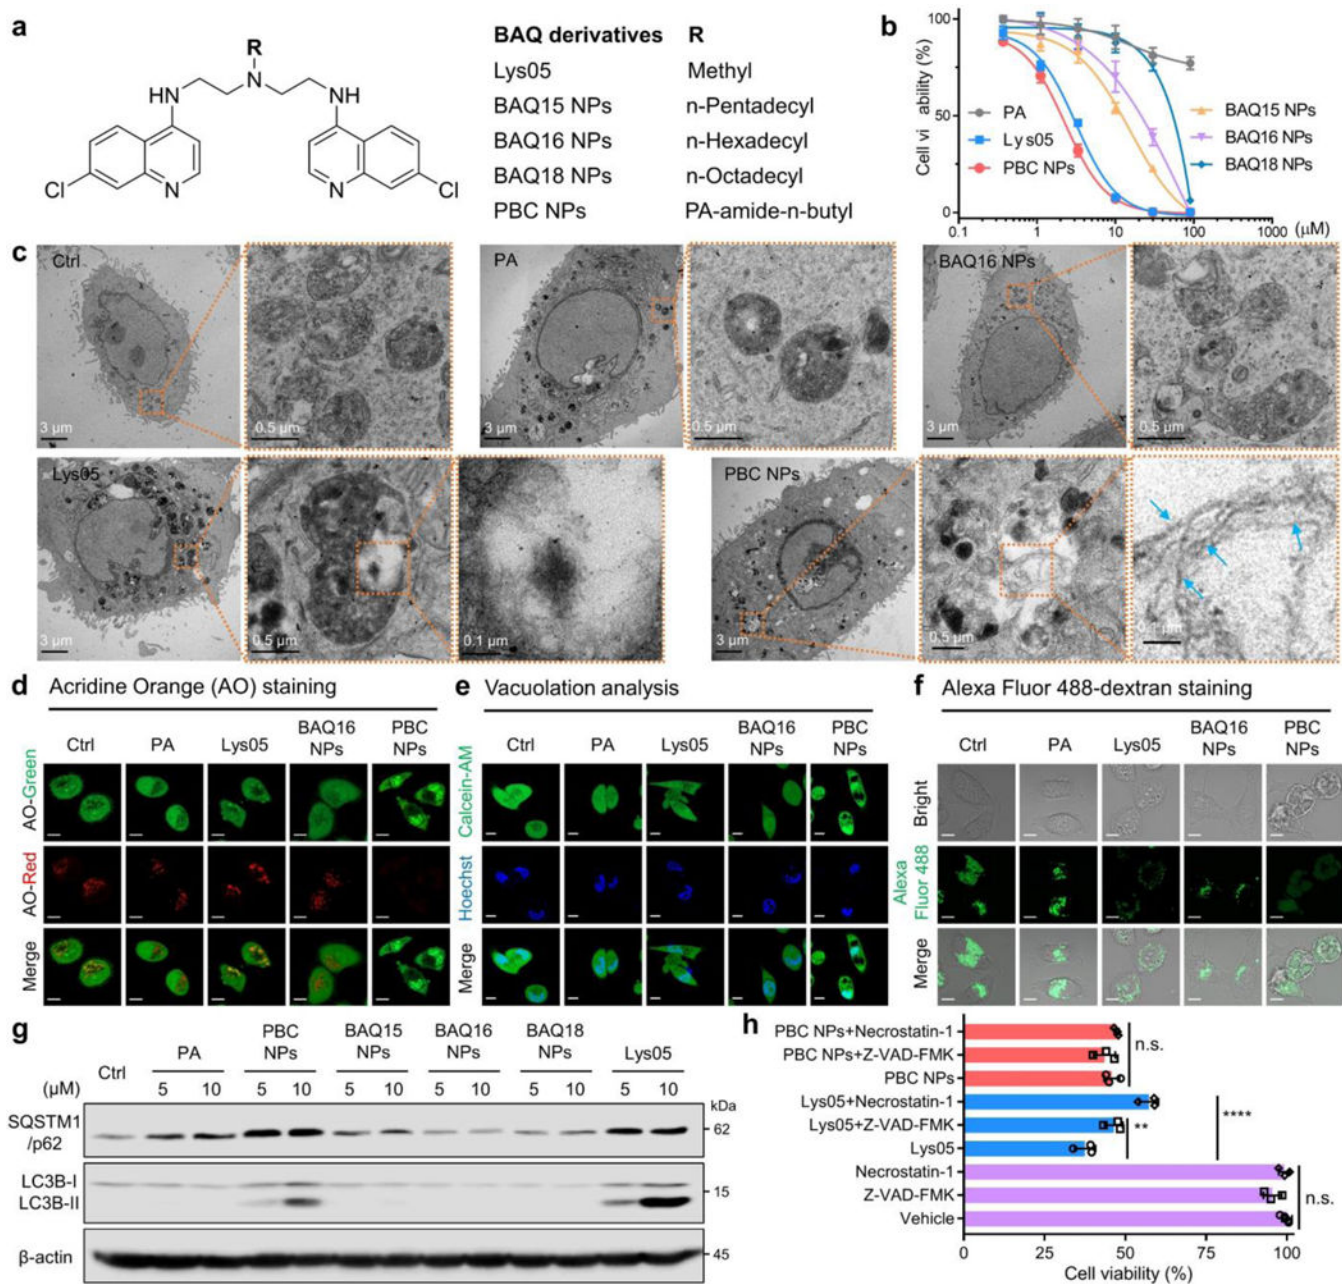 a
R
N
HN
NH
Cl
N
N
Cl
BAQ derivatives R
Lys05 Methyl
BAQ15 NPs n-Pentadecyl
BAQ16 NPs n-Hexadecyl
BAQ18 NPs n-Octadecyl
PBC NPs PA-amide-n-butyl
b
Cell vi ability (%)
100
50
0
0.1 1 10 100 1000 (μM)
PA
Lys05
PBC NPs
BAQ15 NPs
BAQ16 NPs
BAQ18 NPs
c
Ctrl
3 μm
0.5 μm
PA
3 μm
0.5 μm
BAQ16 NPs
3 μm
0.5 μm
Lys05
3 μm
0.5 μm
0.1 μm
PBC NPs
3 μm
0.5 μm
0.1 μm
d Acridine Orange (AO) staining
Ctrl PA Lys05 BAQ16 NPs PBC NPs
AO-Green
AO-Red
Merge
e Vacuolation analysis
Ctrl PA Lys05 BAQ16 NPs PBC NPs
Calcein-AM
Hoechst
Merge
f Alexa Fluor 488-dextran staining
Ctrl PA Lys05 BAQ16 NPs PBC NPs
Bright
Alexa
Fluor 488
Merge
g
Ctrl PA PBC NPs BAQ15 NPs BAQ16 NPs BAQ18 NPs Lys05
(μM) 5 10 5 10 5 10 5 10 5 10 5 10
kDa
SQSTM1
/p62
62
LC3B-I
LC3B-II
15
β-actin
45
h
PBC NPs+Necrostatin-1
PBC NPs+Z-VAD-FMK
PBC NPs
n.s.
Lys05+Necrostatin-1
Lys05+Z-VAD-FMK
Lys05
**
****
Necrostatin-1
Z-VAD-FMK
Vehicle
n.s.
0 25 50 75 100
Cell viability (%)